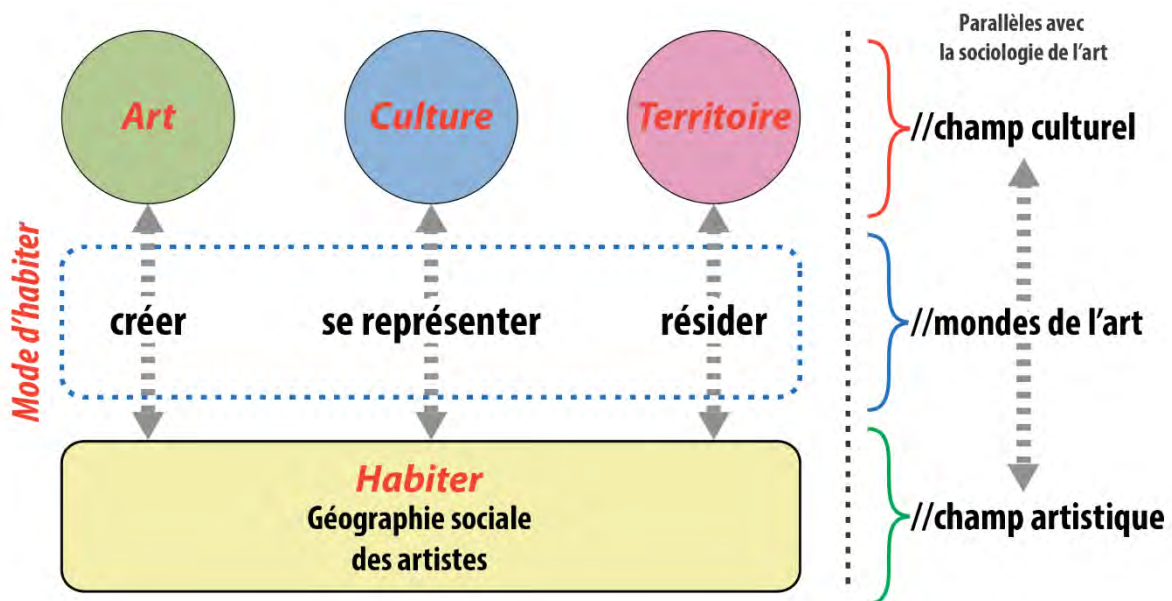 Parallèles avec
la sociologie de l'art
Art
Culture
Territoire
//champ culturel
Mode d'habiter
créer
se représenter
résider
//mondes de l'art
Habiter
Géographie sociale
des artistes
//champ artistique